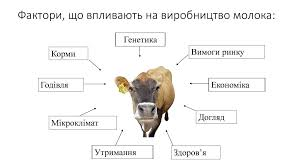 Фактори, що впливають на виробництво молока:
Генетика
Корми
Вимоги ринку
Годівля
Економіка
Мікроклімат
Догляд
Утримання
Здоров'я